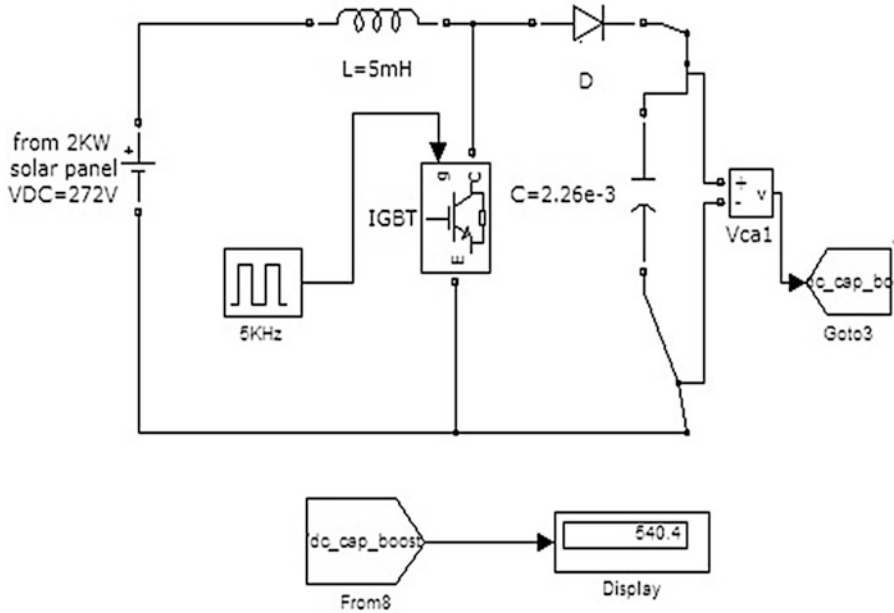 L=5mH
D
from 2KW
solar panel
VDC=272V
+
g
C
IGBT
E
C=2.26e-3
+
-
v
Vca1
5KHz
dc_cap_bo
Goto3
dc_cap_boost
From8
540.4
Display